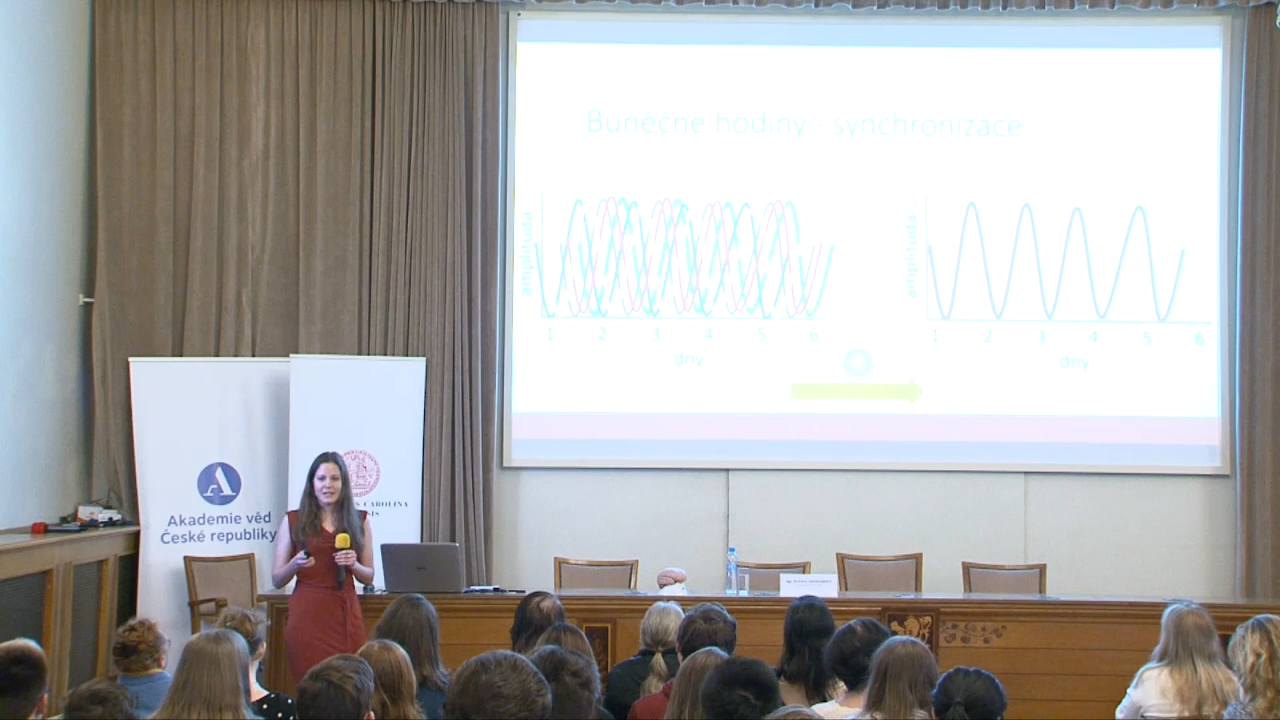 Buněčné hodiny - synchronizace
amplituda
1 2 3 4 5 6
dny
amplituda
1 2 3 4 5 6
dny
Akademie věd
České republiky
CAROLINA